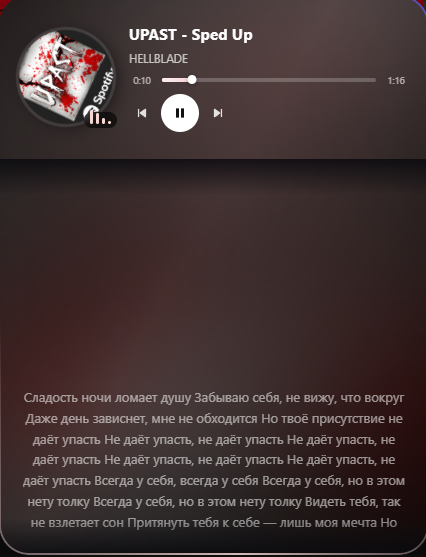 UPAST - Sped Up
HELLBLADE
0:10
1:16
UPAST
Spotify
Сладость ночи ломает душу Забываю себя, не вижу, что вокруг
Даже день зависнет, мне не обходится Но твоё присутствие не
даёт упасть Не даёт упасть, не даёт упасть Не даёт упасть, не
даёт упасть Не даёт упасть, не даёт упасть Не даёт упасть, не
даёт упасть Всегда у себя, всегда у себя Всегда у себя, но в этом
нету толку Всегда у себя, но в этом нету толку Видеть тебя, так
не взлетает сон Притянуть тебя к себе — лишь моя мечта Но